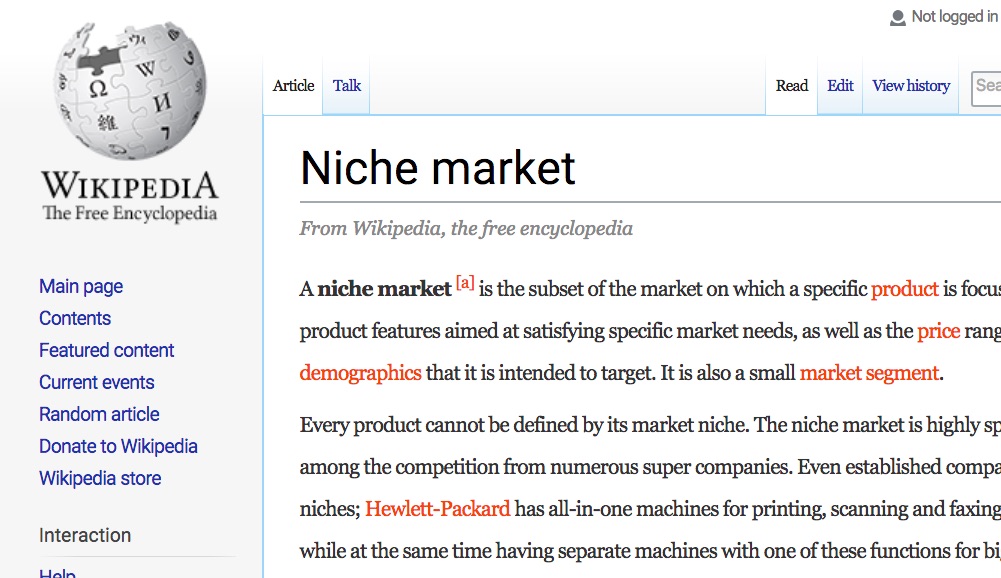 Not logged in
Article
Talk
Read
Edit
View history
Sea
WIKIPEDIA
The Free Encyclopedia
Main page
Contents
Featured content
Current events
Random article
Donate to Wikipedia
Wikipedia store
Interaction
Help
Niche market
From Wikipedia, the free encyclopedia
A niche market [a] is the subset of the market on which a specific product is focus
product features aimed at satisfying specific market needs, as well as the price rang
demographics that it is intended to target. It is also a small market segment.
Every product cannot be defined by its market niche. The niche market is highly sp
among the competition from numerous super companies. Even established compa
niches; Hewlett-Packard has all-in-one machines for printing, scanning and faxing
while at the same time having separate machines with one of these functions for big